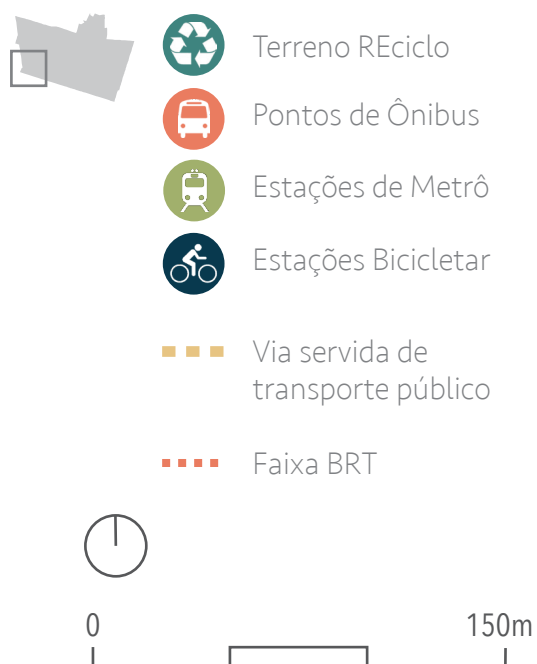 Terreno REciclo
Pontos de Ônibus
Estações de Metrô
Estações Bicicletar
Via servida de
transporte público
Faixa BRT
0 150m